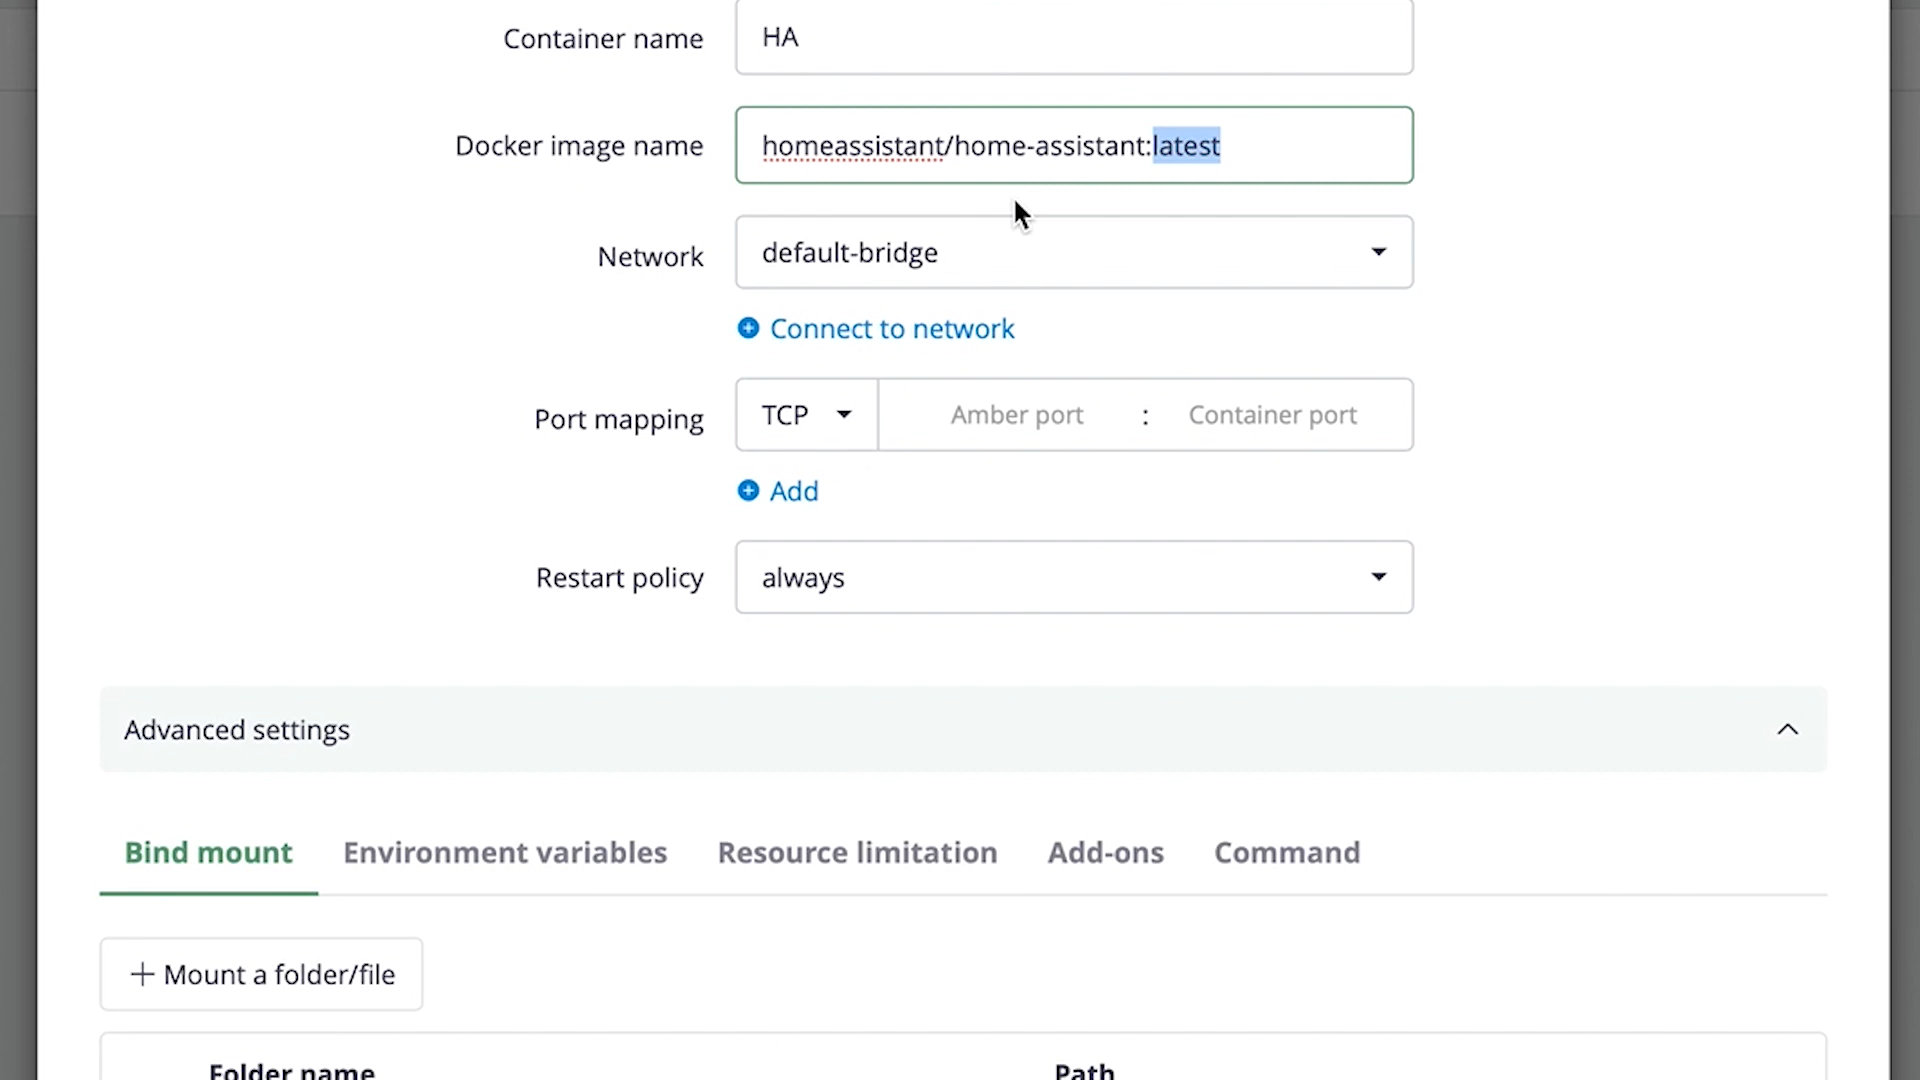 Container name HA
Docker image name homeassistant/home-assistant:latest
Network default-bridge
Connect to network
Port mapping TCP Amber port : Container port
Add
Restart policy always
Advanced settings
Bind mount Environment variables Resource limitation Add-ons Command
+ Mount a folder/file
Folder name Path